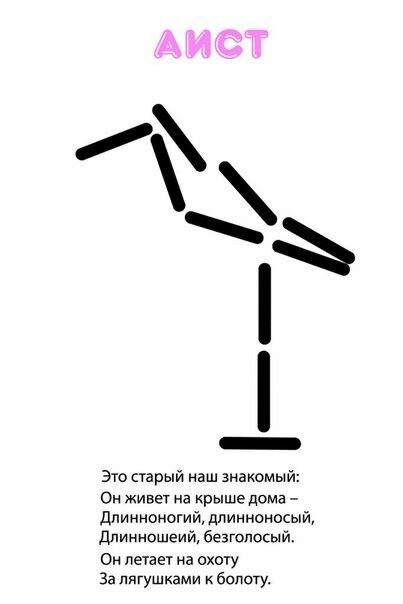 АИСТ
Это старый наш знакомый:
Он живет на крыше дома –
Длинноногий, длинноносый,
Длинношеий, безголосый.
Он летает на охоту
За лягушками к болоту.